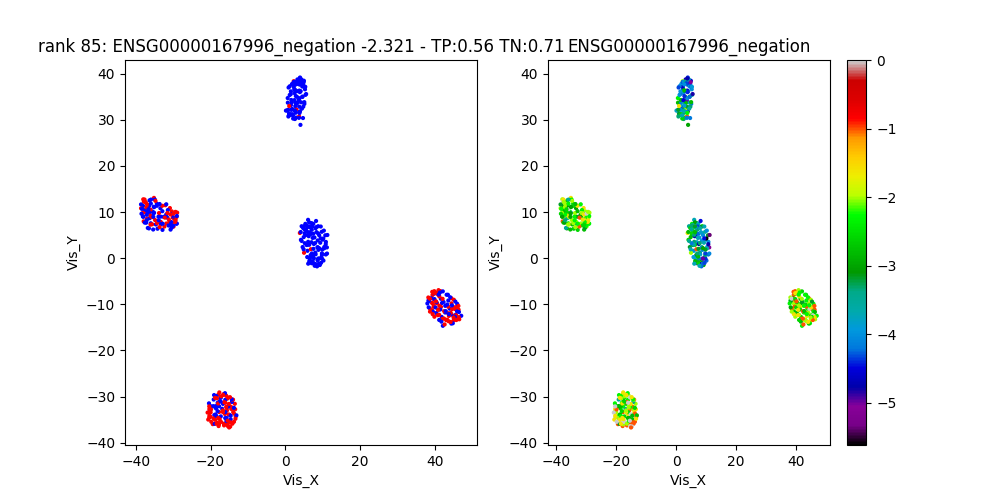 rank 85: ENSG00000167996_negation -2.321 - TP:0.56 TN:0.71 ENSG00000167996_negation
40 40 0
30 30 −1
20 20 −2
10 10 −3
0 0 −4
−10 −10 −5
−20 −20
−30 −30
−40 −40
−40 −20 0 20 40 −40 −20 0 20 40
Vis_X Vis_X
Vis_Y Vis_Y